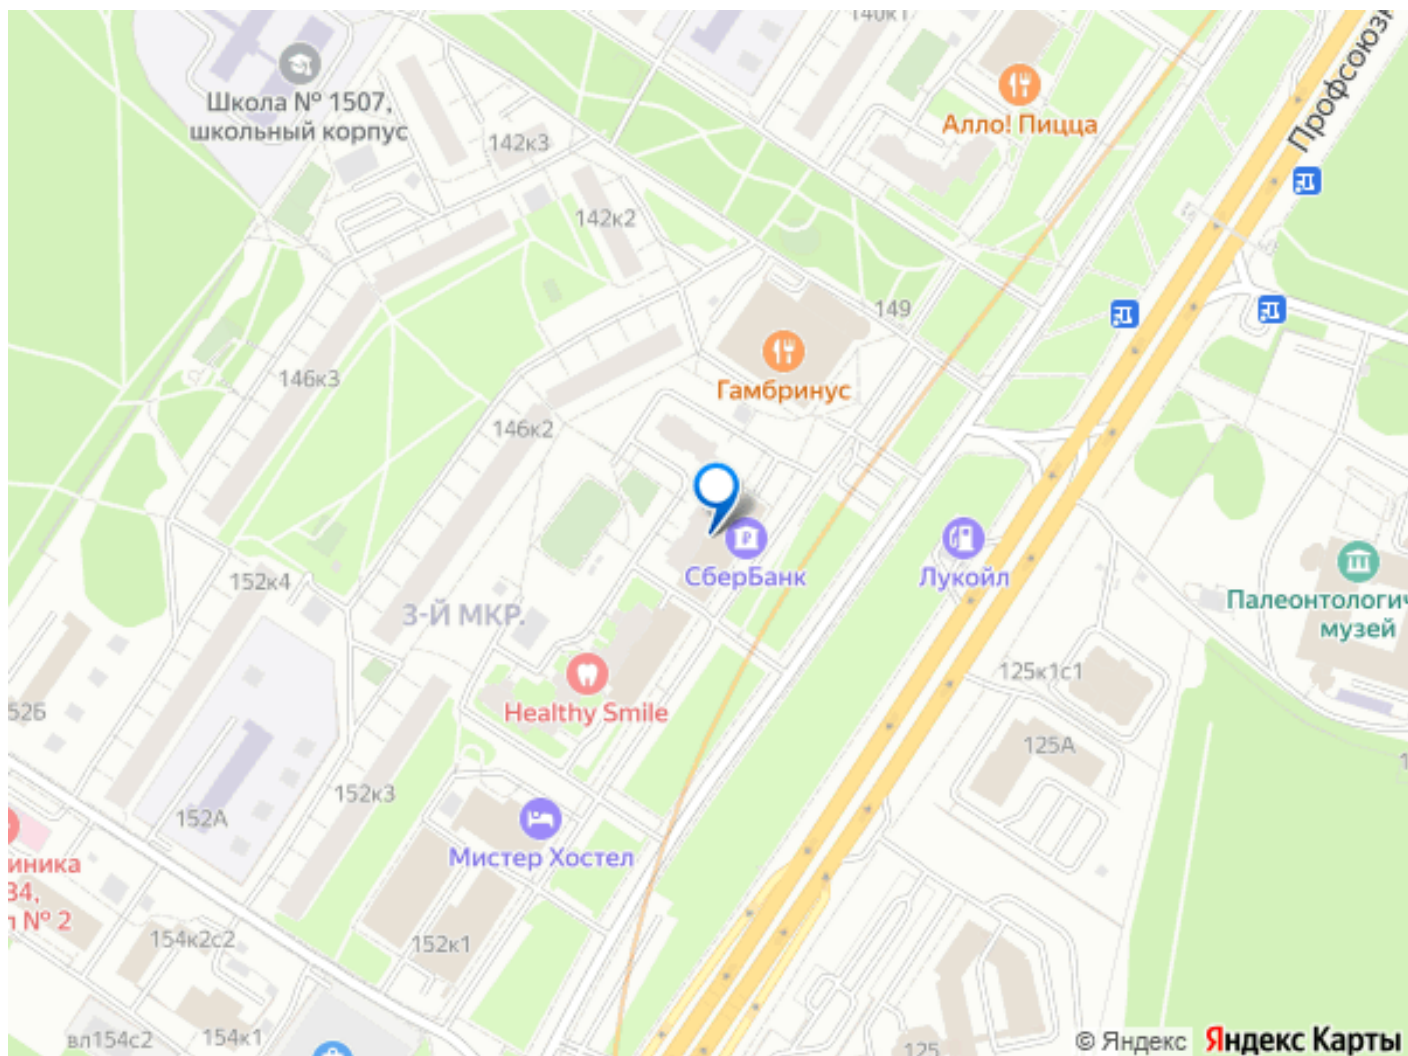 140к1
Профсоюзн
Школа № 1507,
школьный корпус
Алло! Пицца
142к3
142к2
149
146к3
Гамбринус
146к2
СберБанк
Лукойл
Палеонтологич
музей
152к4
3-Й МКР.
125к1с1
52Б
Healthy Smile
125А
152к3
152А
Мистер Хостел
иника
34,
л № 2
154к2с2
152к1
вл154с2
154к1
125
© Яндекс Яндекс Карты